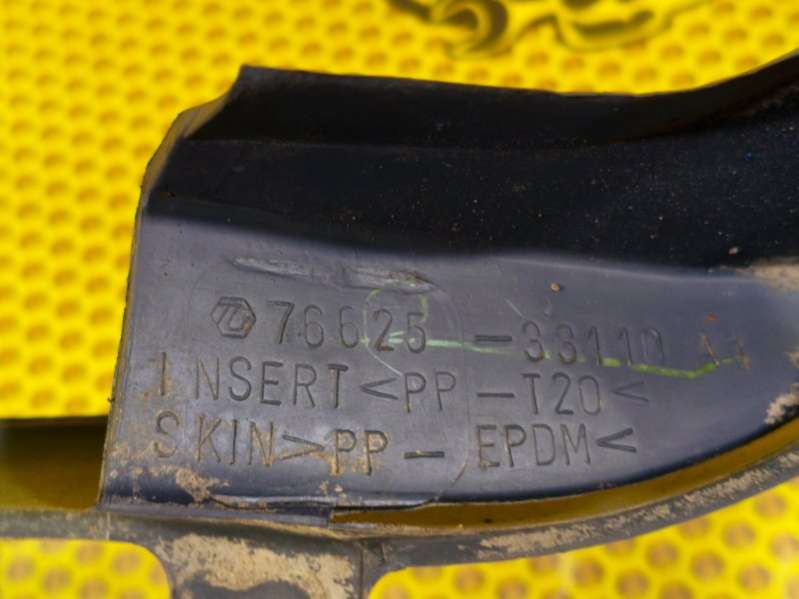 76625-33110
INSERT<PP-T20<
SKIN>PP-EPDM<